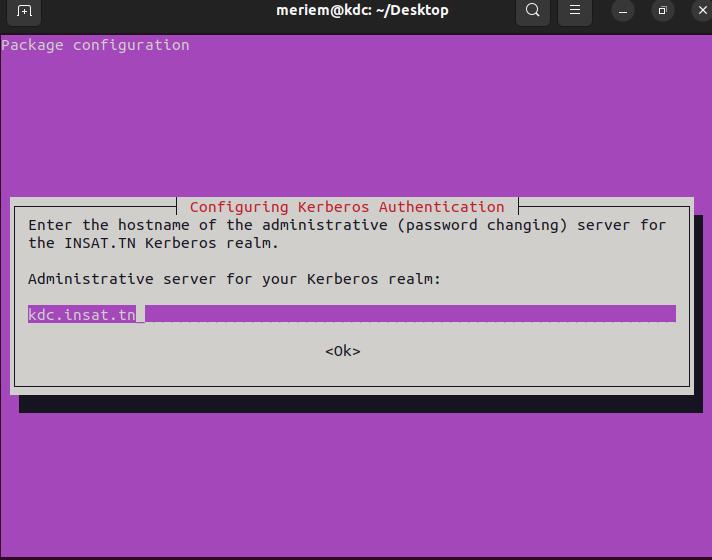 meriem@kdc: ~/Desktop
Package configuration
Configuring Kerberos Authentication
Enter the hostname of the administrative (password changing) server for
the INSAT.TN Kerberos realm.
Administrative server for your Kerberos realm:
kdc.insat.tn
<Ok>